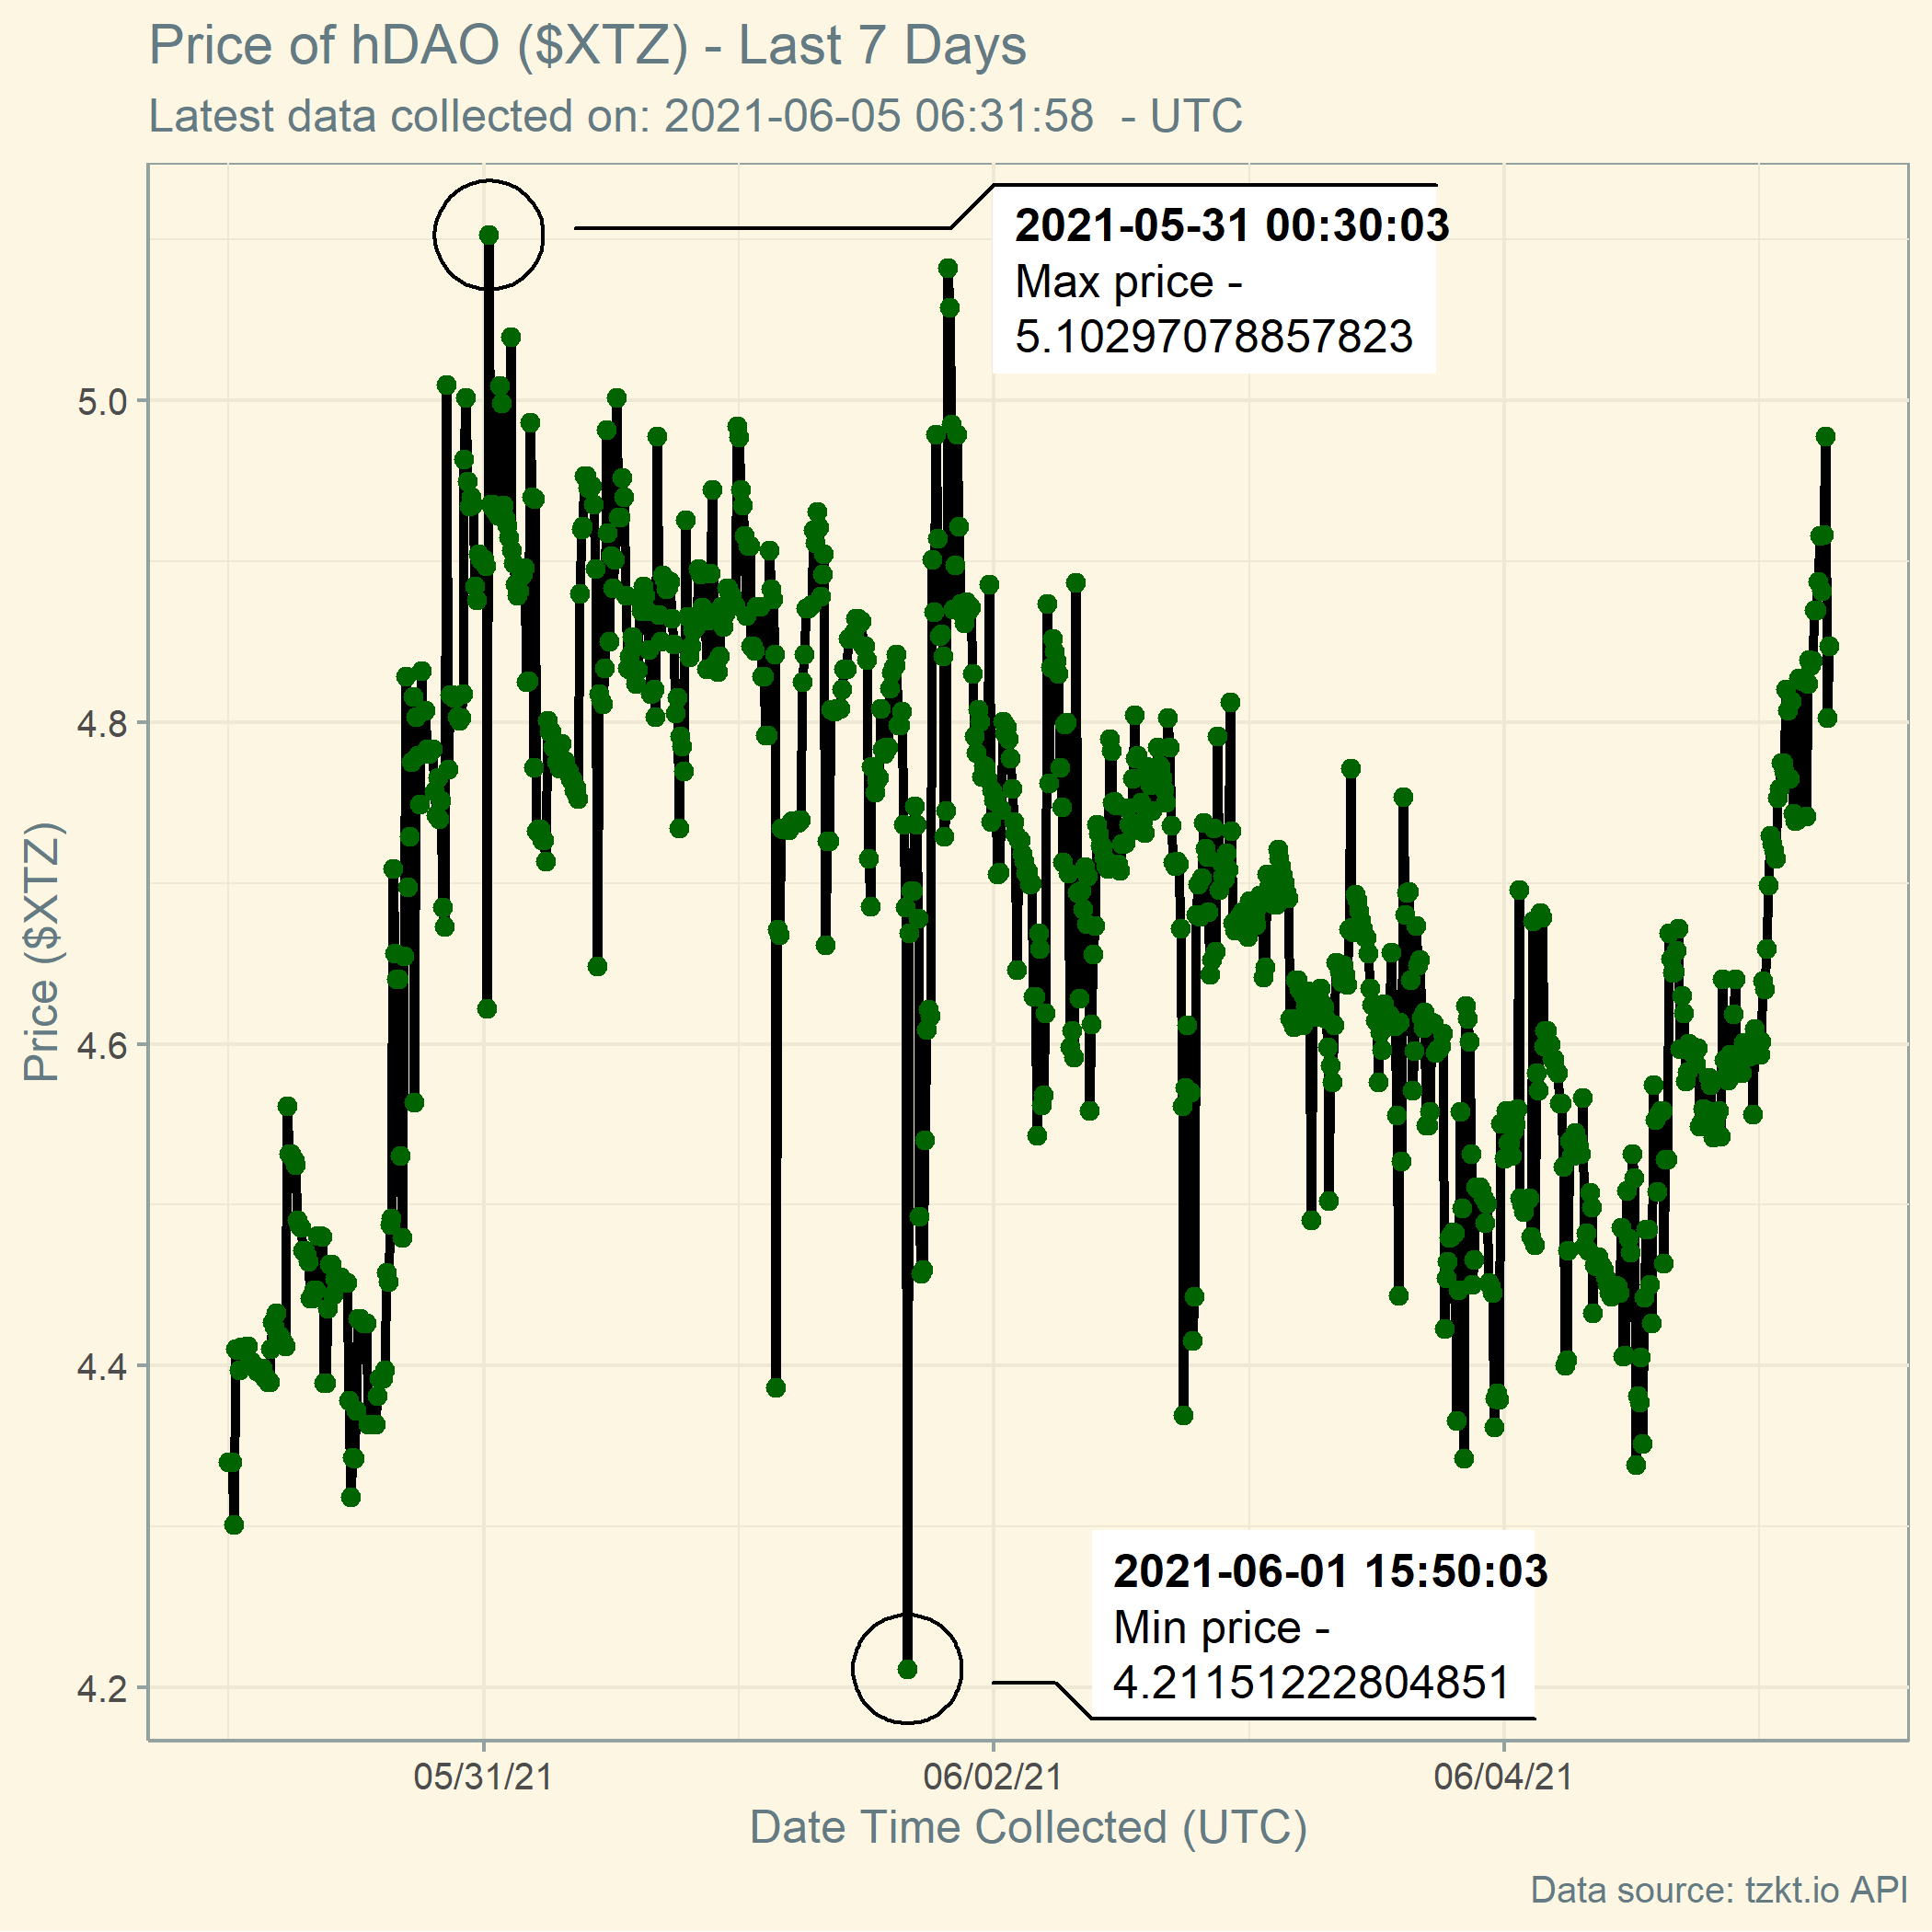 Price of hDAO ($XTZ) - Last 7 Days
Latest data collected on: 2021-06-05 06:31:58  - UTC
2021-05-31 00:30:03
Max price -
5.10297078857823
5.0
4.8
4.6
4.4
4.2
Price ($XTZ)
2021-06-01 15:50:03
Min price -
4.21151222804851
05/31/21
06/02/21
06/04/21
Date Time Collected (UTC)
Data source: tzkt.io API